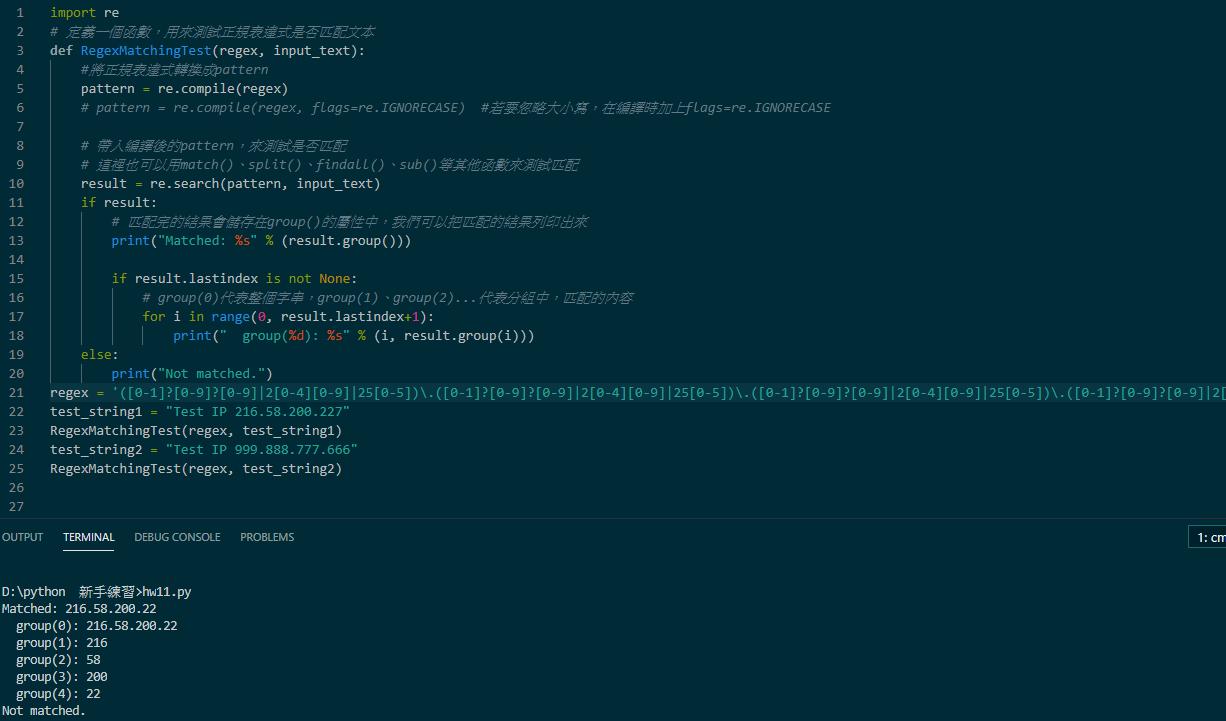 1 import re
2 # 定義一個函數，用來測試正規表達式是否匹配文本
3 def RegexMatchingTest(regex, input_text):
4     #將正規表達式轉換成pattern
5     pattern = re.compile(regex)
6     # pattern = re.compile(regex, flags=re.IGNORECASE)  #若要忽略大小寫，在編譯時加上flags=re.IGNORECASE
7
8     # 帶入編譯後的pattern，來測試是否匹配
9     # 這裡也可以用match()、split()、findall()、sub()等其他函數來測試匹配
10     result = re.search(pattern, input_text)
11     if result:
12         # 匹配完的結果會儲存在group()的屬性中，我們可以把匹配的結果列印出來
13         print("Matched: %s" % (result.group()))
14
15         if result.lastindex is not None:
16             # group(0)代表整個字串，group(1)、group(2)...代表分組中，匹配的內容
17             for i in range(0, result.lastindex+1):
18                 print("  group(%d): %s" % (i, result.group(i)))
19     else:
20         print("Not matched.")
21 regex = '([0-1]?[0-9]?[0-9]|2[0-4][0-9]|25[0-5])\.([0-1]?[0-9]?[0-9]|2[0-4][0-9]|25[0-5])\.([0-1]?[0-9]?[0-9]|2[0-4][0-9]|25[0-5])\.([0-1]?[0-9]?[0-9]|2[
22 test_string1 = "Test IP 216.58.200.227"
23 RegexMatchingTest(regex, test_string1)
24 test_string2 = "Test IP 999.888.777.666"
25 RegexMatchingTest(regex, test_string2)
26
27
OUTPUT TERMINAL DEBUG CONSOLE PROBLEMS 1: cm
D:\python  新手練習>hw11.py
Matched: 216.58.200.22
  group(0): 216.58.200.22
  group(1): 216
  group(2): 58
  group(3): 200
  group(4): 22
Not matched.